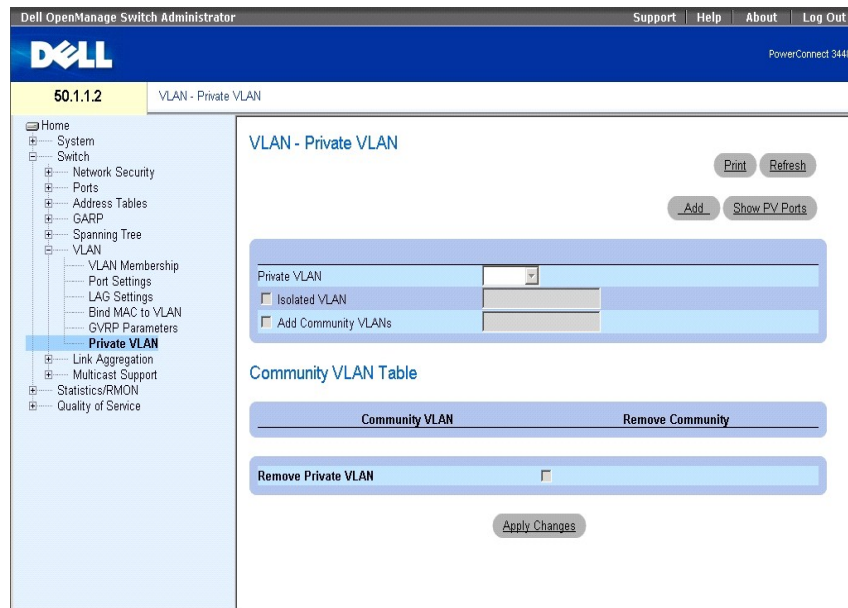 Dell OpenManage Switch Administrator
Support Help About Log Out
DELL
PowerConnect 344
50.1.1.2
VLAN - Private VLAN
Home
System
Switch
Network Security
Ports
Address Tables
GARP
Spanning Tree
VLAN
VLAN Membership
Port Settings
LAG Settings
Bind MAC to VLAN
GVRP Parameters
Private VLAN
Link Aggregation
Multicast Support
Statistics/RMON
Quality of Service
VLAN - Private VLAN
Print Refresh
Add Show PV Ports
Private VLAN
Isolated VLAN
Add Community VLANs
Community VLAN Table
Community VLAN Remove Community
Remove Private VLAN
Apply Changes